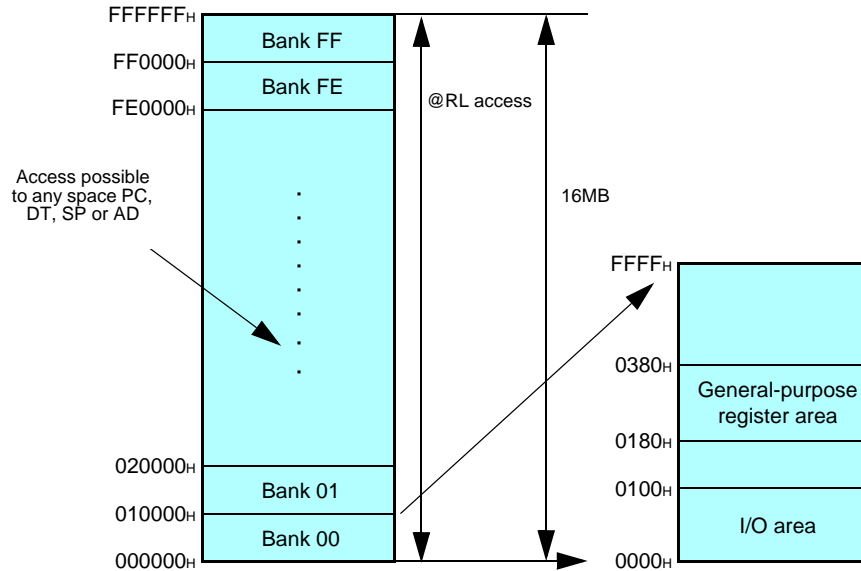 FFFFFFH
Bank FF
FF0000H
Bank FE
FE0000H
@RL access
Access possible
to any space PC,
DT, SP or AD
16MB
020000H
Bank 01
010000H
Bank 00
000000H
FFFFH
0380H
General-purpose
register area
0180H
0100H
I/O area
0000H